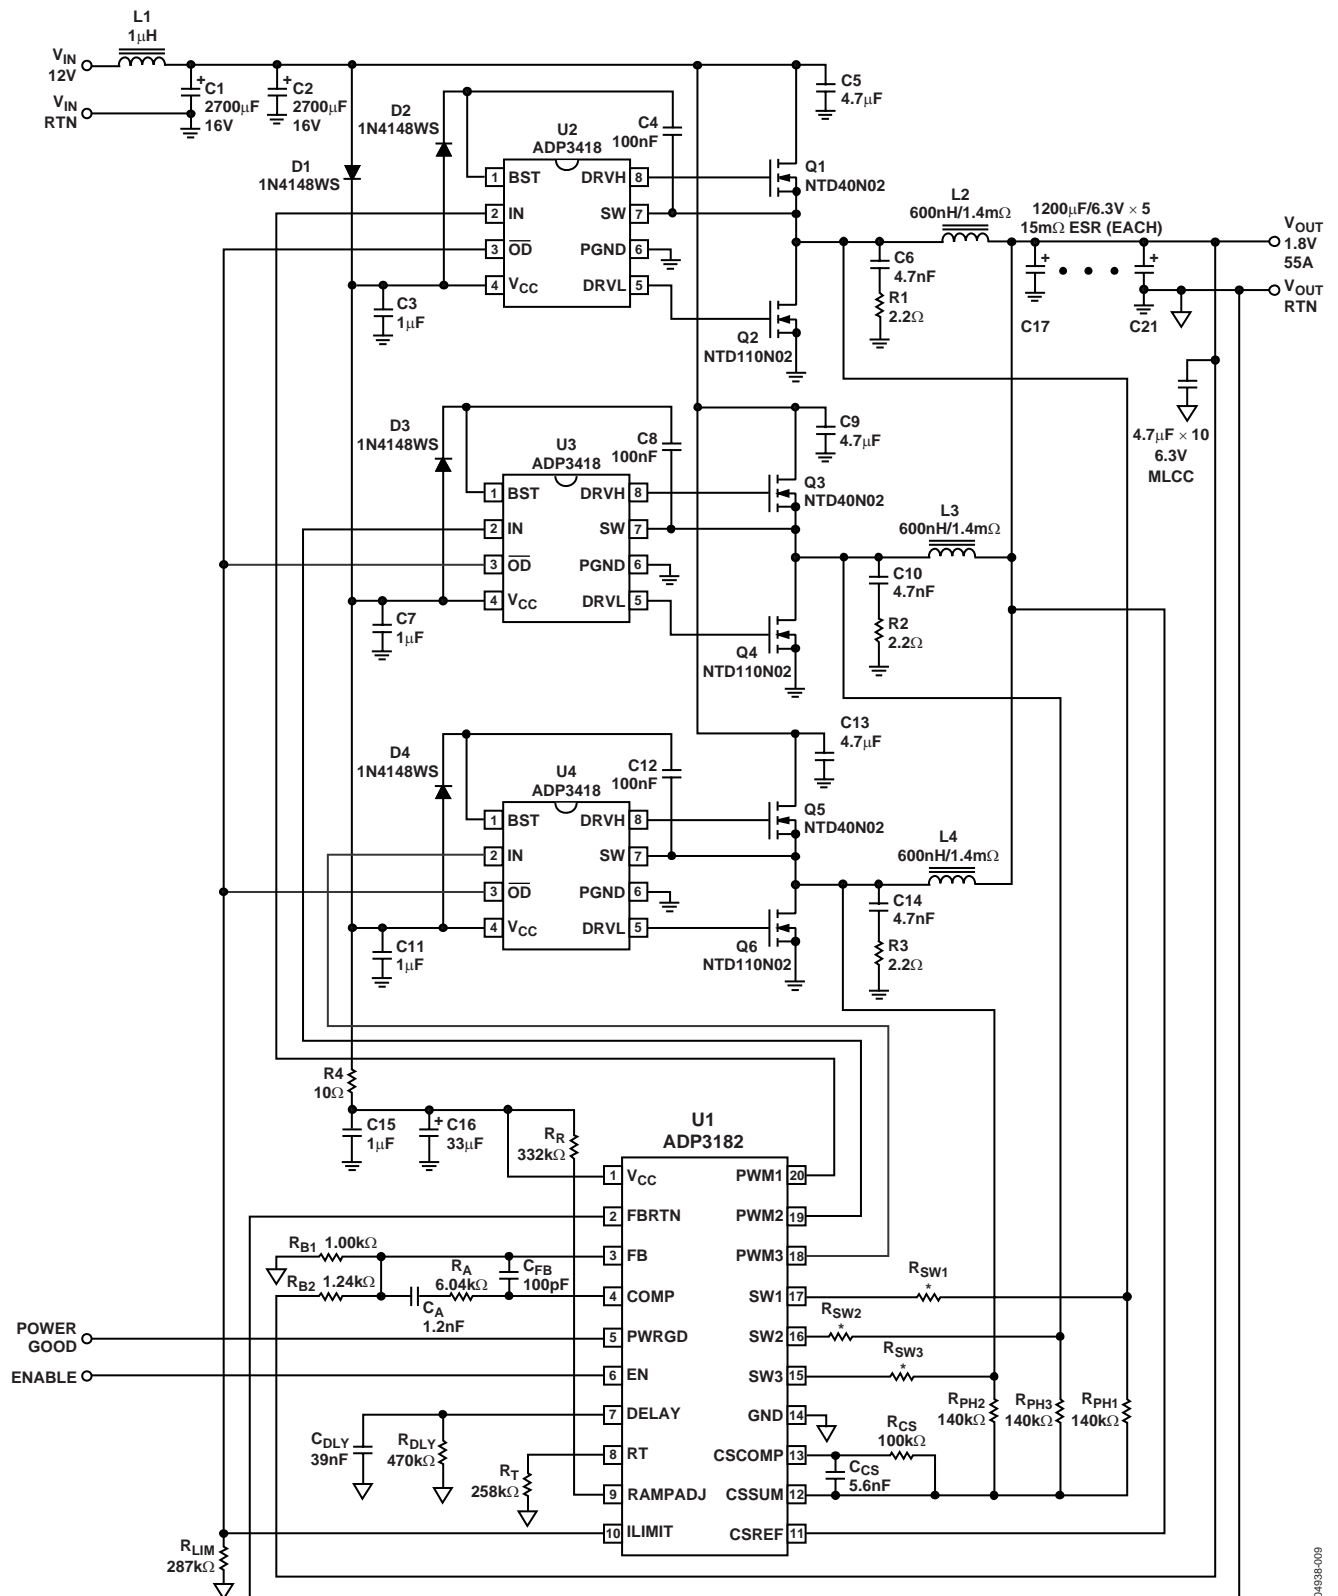 L1
1μH
VIN
12V
VIN
RTN
+
C1
2700μF
16V
+
C2
2700μF
16V
D1
1N4148WS
D2
1N4148WS
C4
100nF
U2
ADP3418
1 BST DRVH 8
2 IN SW 7
3 OD PGND 6
4 VCC DRVL 5
C3
1μF
C5
4.7μF
Q1
NTD40N02
Q2
NTD110N02
L2
600nH/1.4mΩ
C6
4.7nF
R1
2.2Ω
1200μF/6.3V × 5
15mΩ ESR (EACH)
+
+
C17
C21
VOUT
1.8V
55A
VOUT
RTN
4.7μF × 10
6.3V
MLCC
D3
1N4148WS
C8
100nF
U3
ADP3418
1 BST DRVH 8
2 IN SW 7
3 OD PGND 6
4 VCC DRVL 5
C7
1μF
C9
4.7μF
Q3
NTD40N02
Q4
NTD110N02
L3
600nH/1.4mΩ
C10
4.7nF
R2
2.2Ω
D4
1N4148WS
C12
100nF
U4
ADP3418
1 BST DRVH 8
2 IN SW 7
3 OD PGND 6
4 VCC DRVL 5
C11
1μF
C13
4.7μF
Q5
NTD40N02
Q6
NTD110N02
L4
600nH/1.4mΩ
C14
4.7nF
R3
2.2Ω
R4
10Ω
C15
1μF
+
C16
33μF
RR
332kΩ
U1
ADP3182
1 VCC PWM1 20
2 FBRTN PWM2 19
3 FB PWM3 18
4 COMP SW1 17
5 PWRGD SW2 16
6 EN SW3 15
7 DELAY GND 14
8 RT CSCOMP 13
9 RAMPADJ CSSUM 12
10 ILIMIT CSREF 11
RB1 1.00kΩ
RB2 1.24kΩ
RA
6.04kΩ
CFB
100pF
CA
1.2nF
POWER
GOOD
ENABLE
CDLY
39nF
RDLY
470kΩ
RT
258kΩ
RLIM
287kΩ
RSW1
*
RSW2
*
RSW3
*
RPH2
140kΩ
RPH3
140kΩ
RPH1
140kΩ
RCS
100kΩ
CCS
5.6nF
04938-009